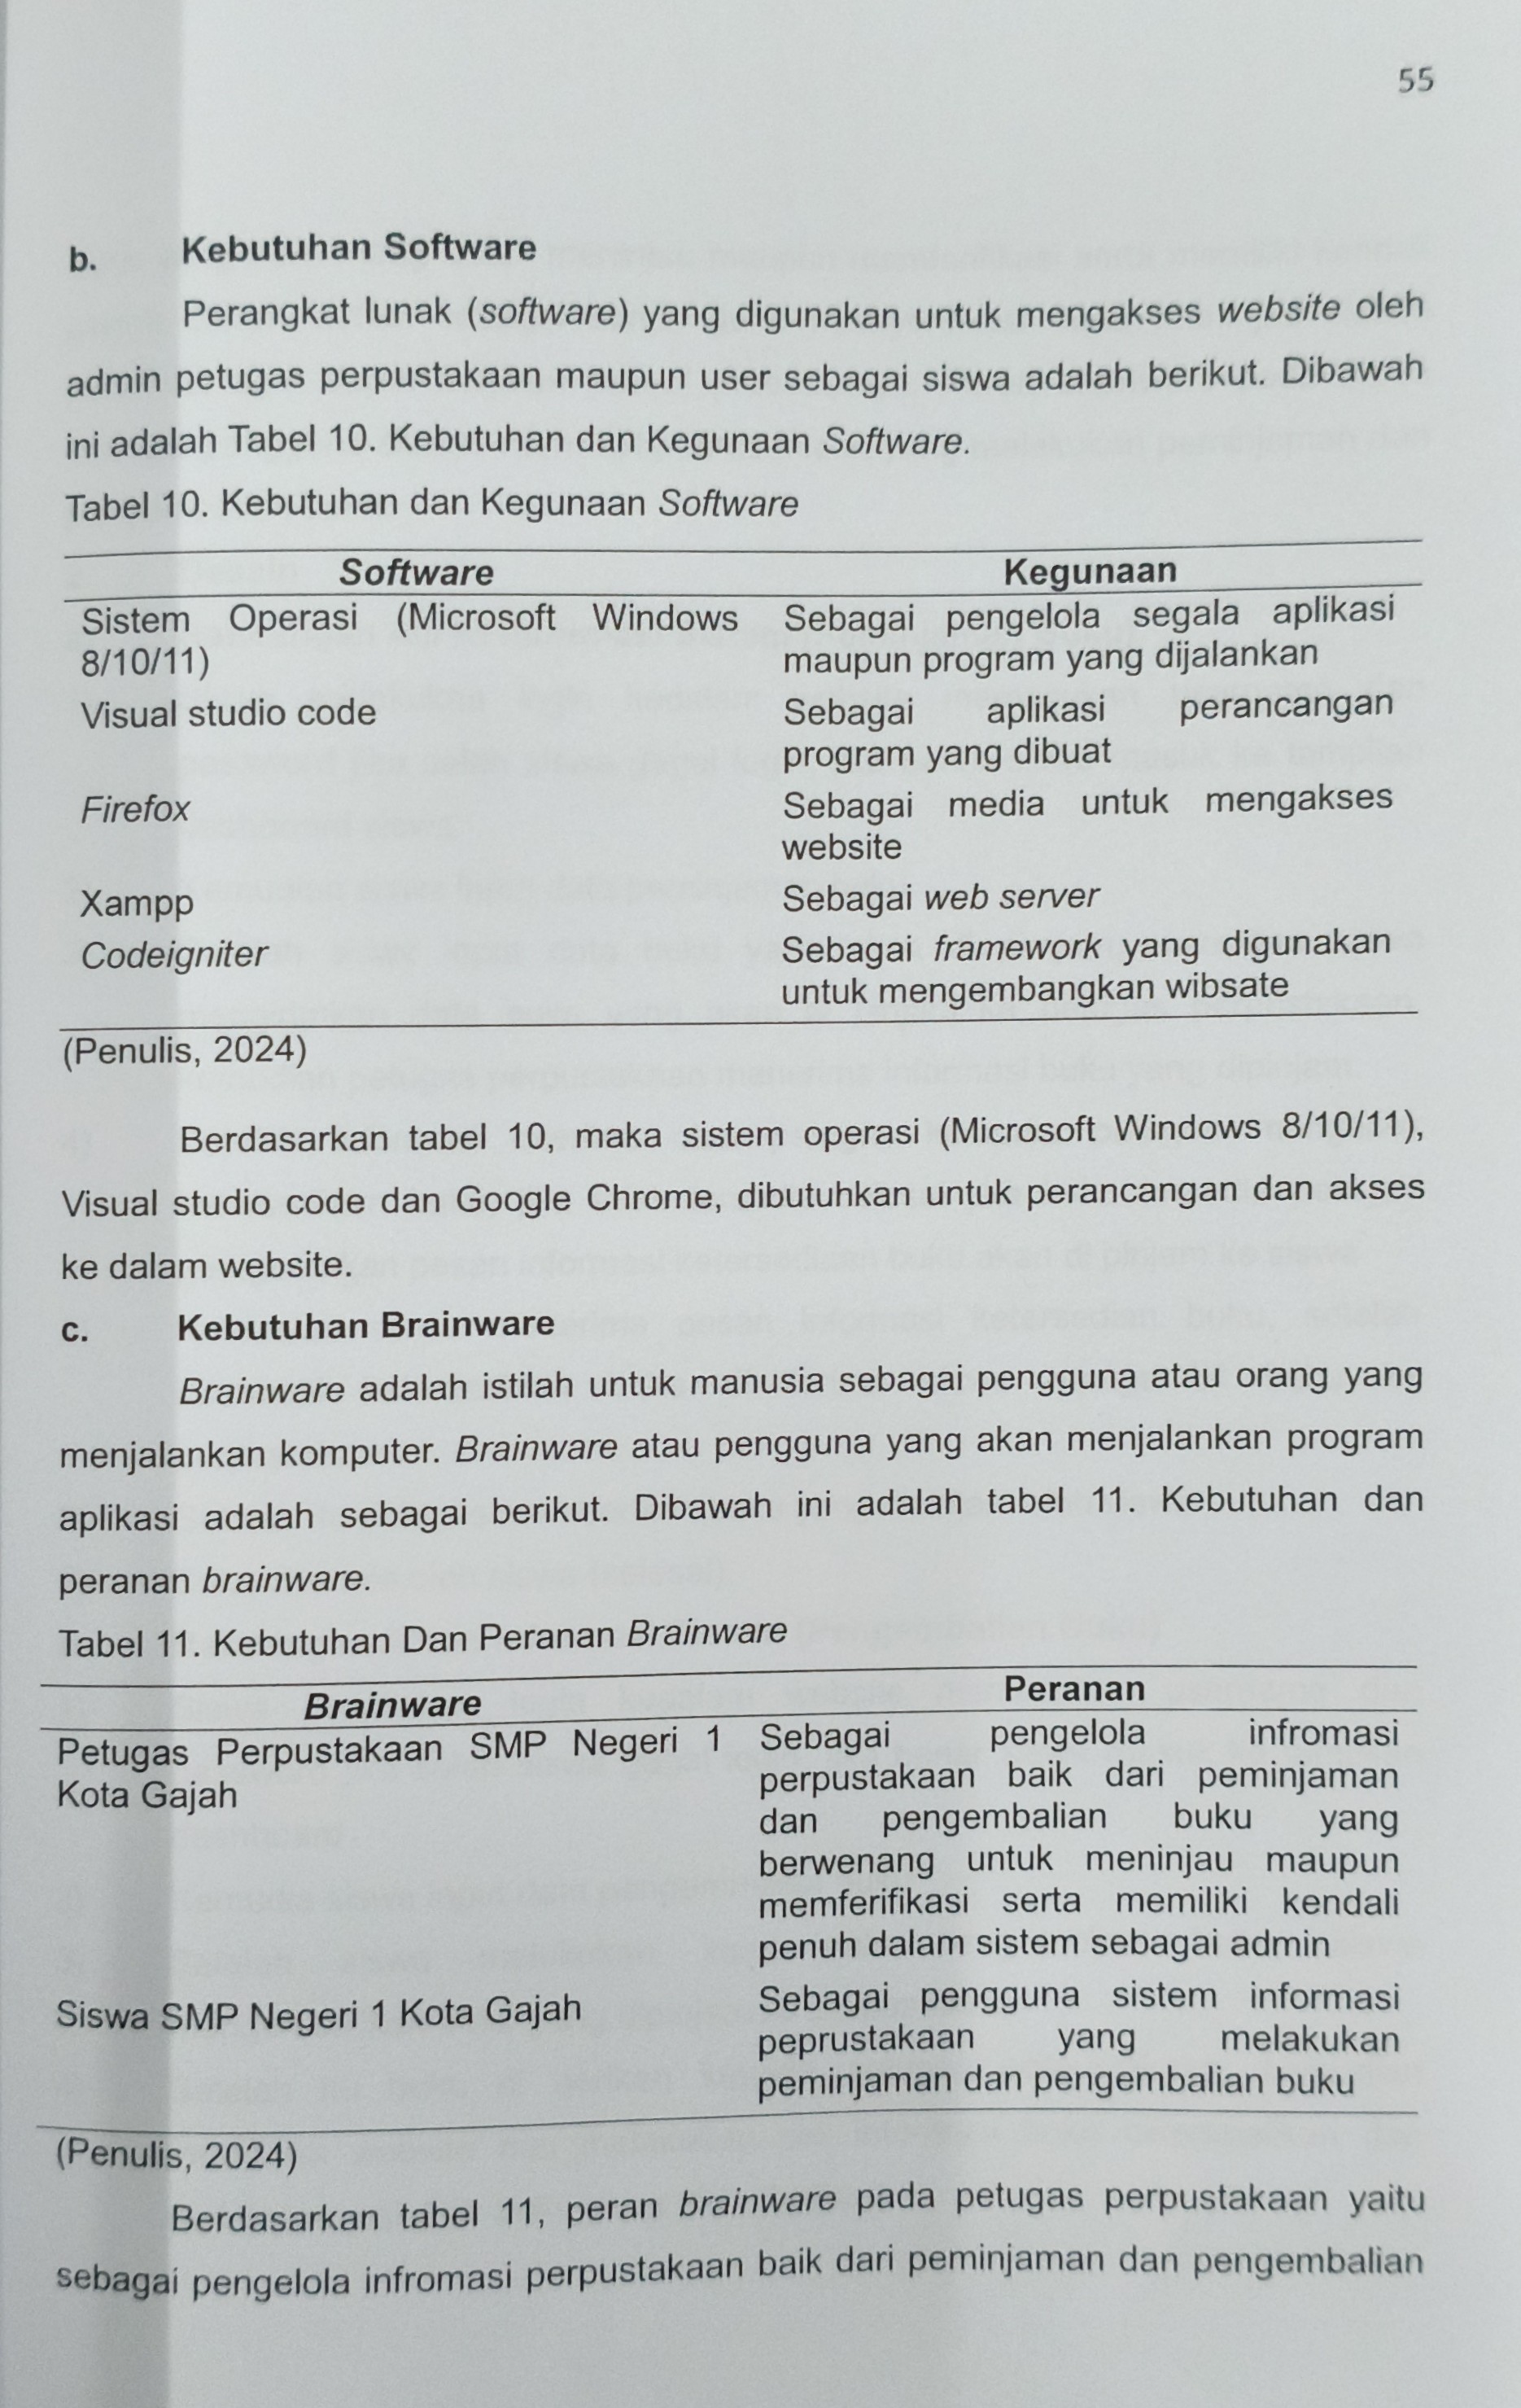 55
b. Kebutuhan Software
Perangkat lunak (software) yang digunakan untuk mengakses website oleh
admin petugas perpustakaan maupun user sebagai siswa adalah berikut. Dibawah
ini adalah Tabel 10. Kebutuhan dan Kegunaan Software.
Tabel 10. Kebutuhan dan Kegunaan Software
Software Kegunaan
Sistem Operasi (Microsoft Windows Sebagai pengelola segala aplikasi
8/10/11) maupun program yang dijalankan
Visual studio code Sebagai aplikasi perancangan
program yang dibuat
Firefox Sebagai media untuk mengakses
website
Xampp Sebagai web server
Codeigniter Sebagai framework yang digunakan
untuk mengembangkan wibsate
(Penulis, 2024)
Berdasarkan tabel 10, maka sistem operasi (Microsoft Windows 8/10/11),
Visual studio code dan Google Chrome, dibutuhkan untuk perancangan dan akses
ke dalam website.
c. Kebutuhan Brainware
Brainware adalah istilah untuk manusia sebagai pengguna atau orang yang
menjalankan komputer. Brainware atau pengguna yang akan menjalankan program
aplikasi adalah sebagai berikut. Dibawah ini adalah tabel 11. Kebutuhan dan
peranan brainware.
Tabel 11. Kebutuhan Dan Peranan Brainware
Brainware Peranan
Petugas Perpustakaan SMP Negeri 1 Sebagai pengelola infromasi
Kota Gajah perpustakaan baik dari peminjaman
dan pengembalian buku yang
berwenang untuk meninjau maupun
memferifikasi serta memiliki kendali
penuh dalam sistem sebagai admin
Siswa SMP Negeri 1 Kota Gajah Sebagai pengguna sistem informasi
peprustakaan yang melakukan
peminjaman dan pengembalian buku
(Penulis, 2024)
Berdasarkan tabel 11, peran brainware pada petugas perpustakaan yaitu
sebagai pengelola infromasi perpustakaan baik dari peminjaman dan pengembalian